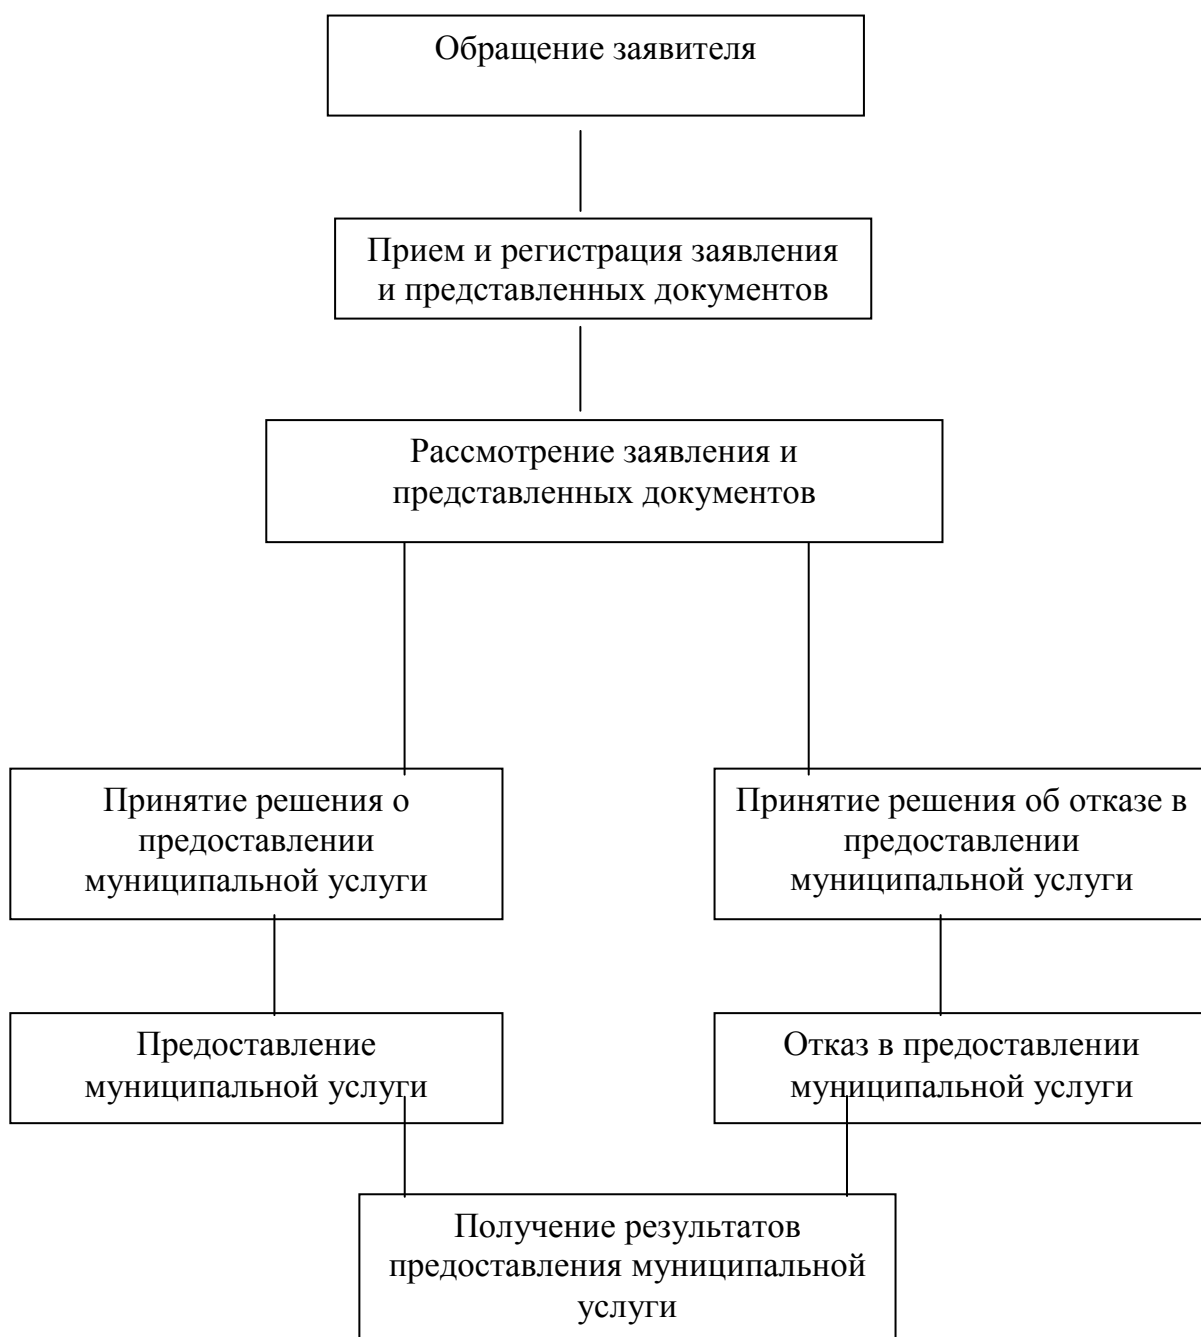 Обращение заявителя
Прием и регистрация заявления
и представленных документов
Рассмотрение заявления и
представленных документов
Принятие решения о
предоставлении
муниципальной услуги
Принятие решения об отказе в
предоставлении
муниципальной услуги
Предоставление
муниципальной услуги
Отказ в предоставлении
муниципальной услуги
Получение результатов
предоставления муниципальной
услуги